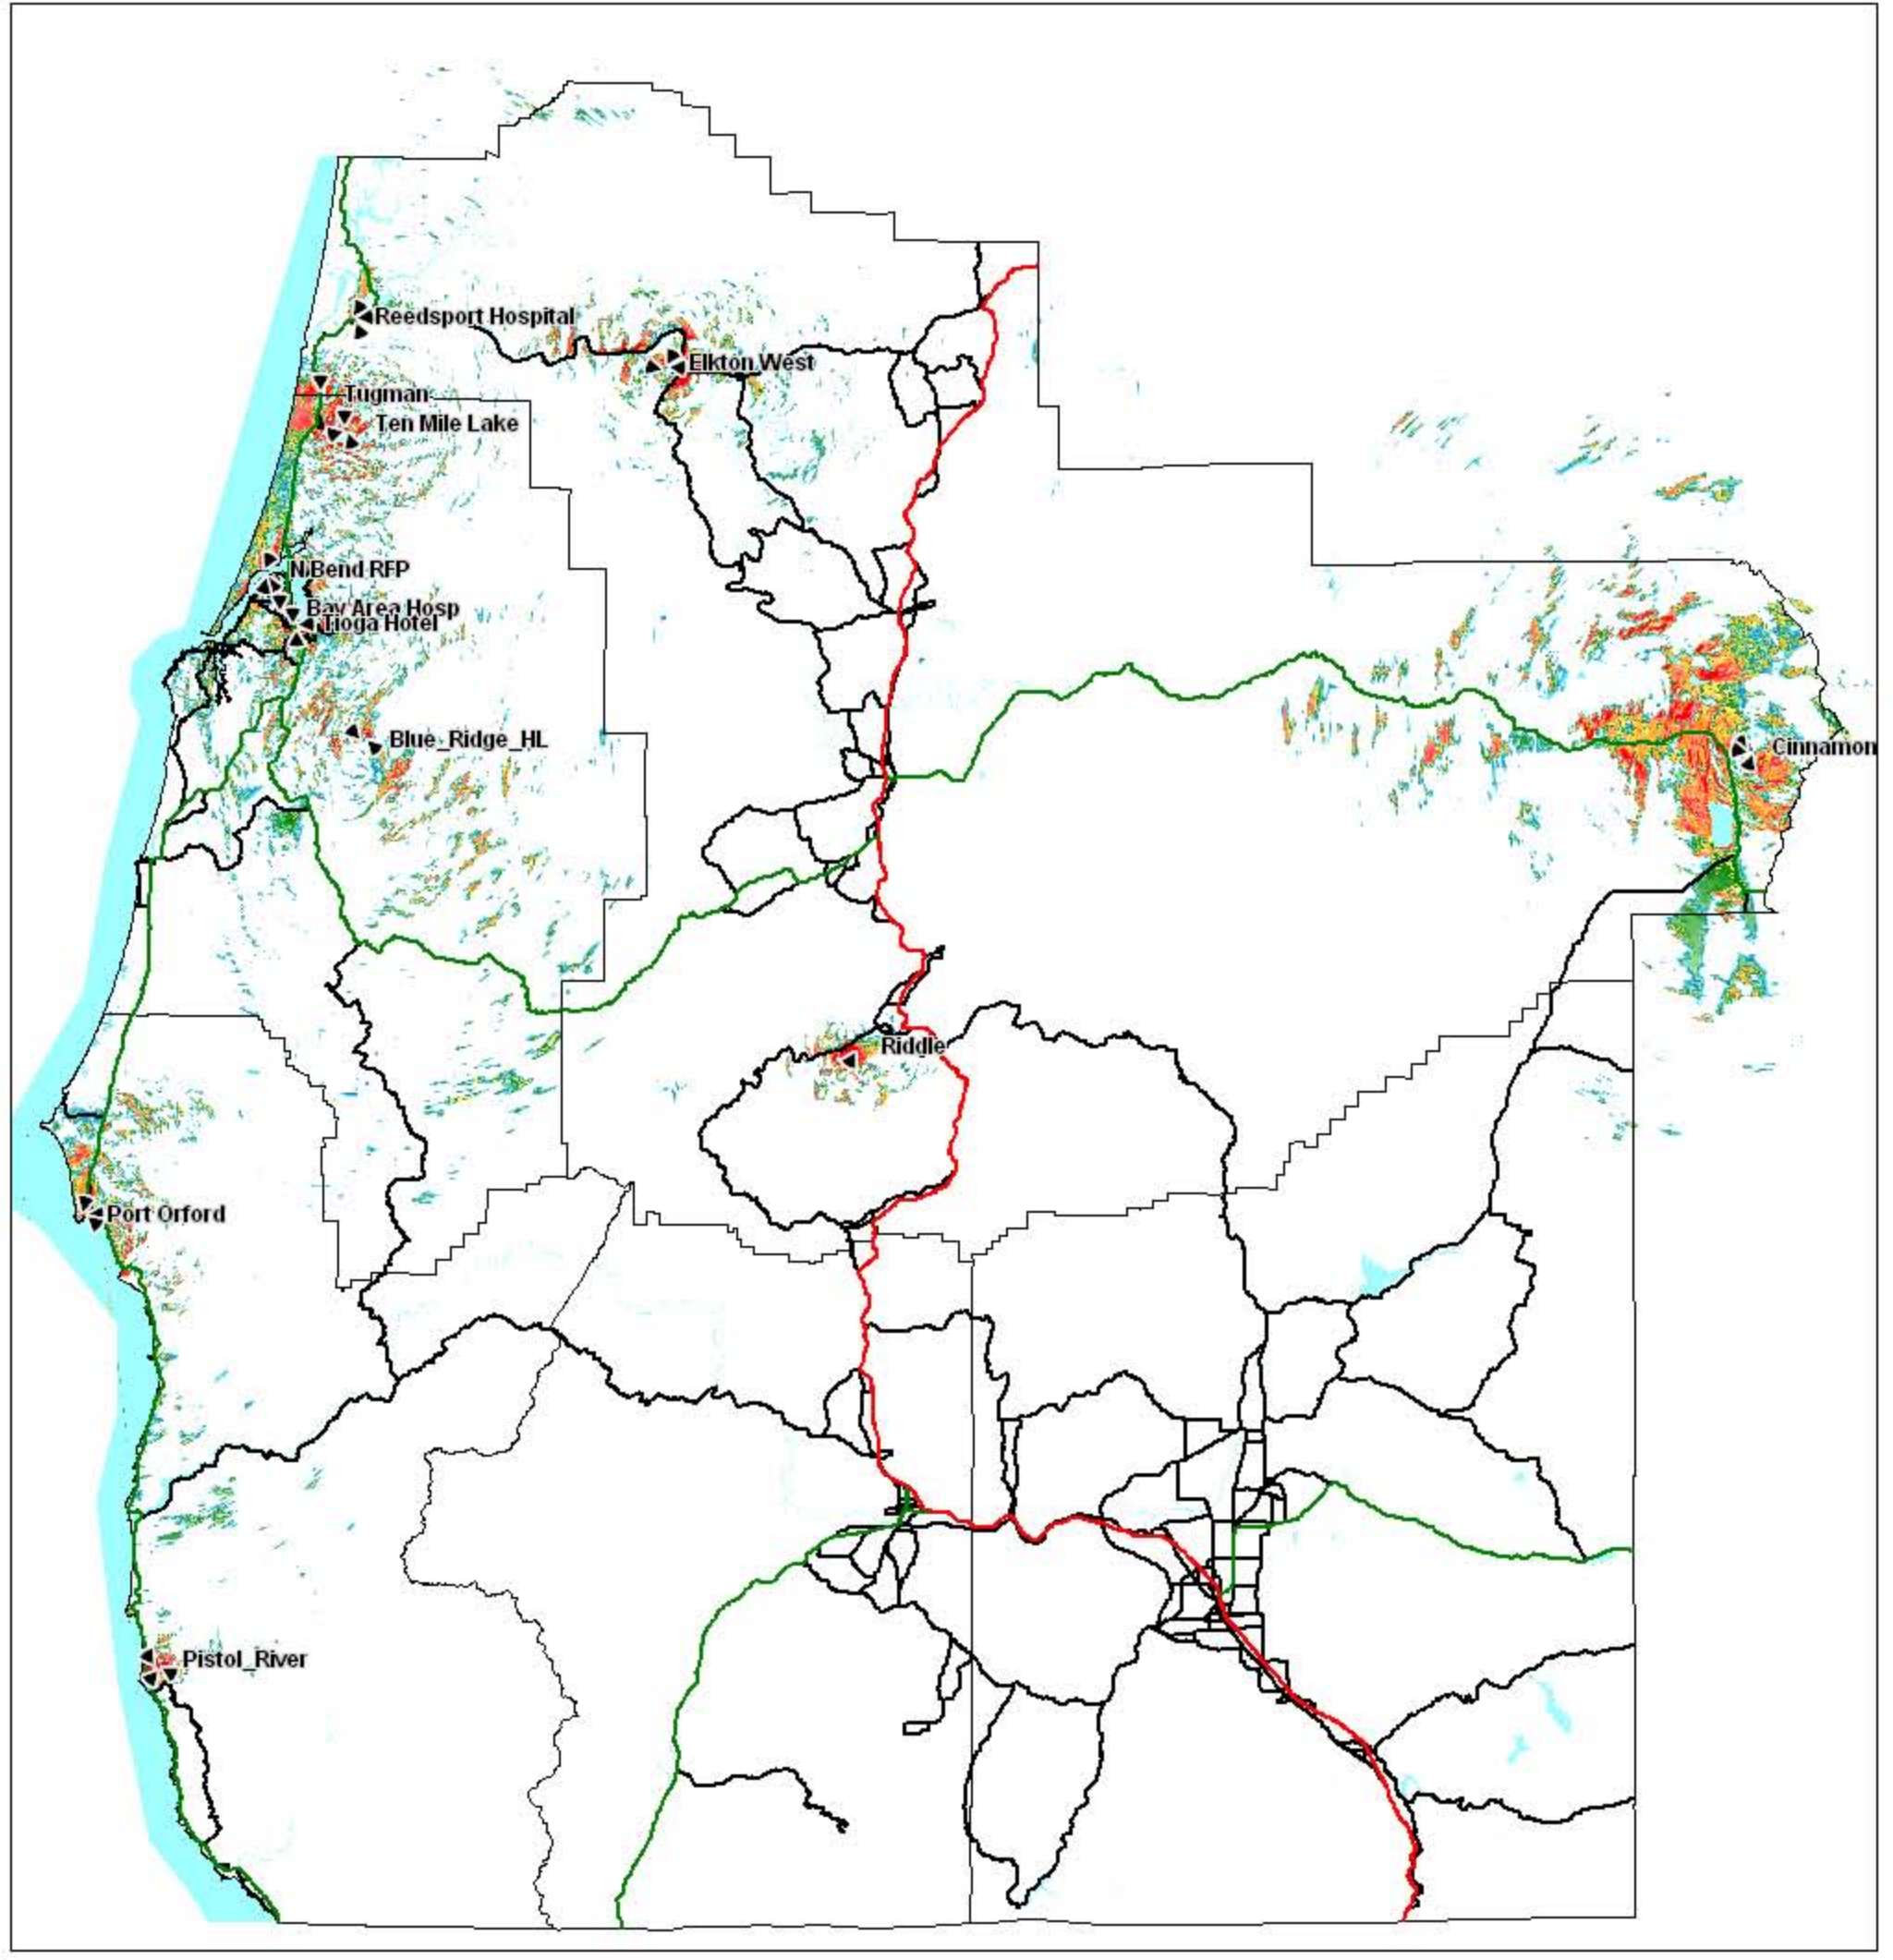 Reedsport Hospital
Elkton West
Tugman
Ten Mile Lake
N Bend RFP
Bay Area Hosp
Tioga Hotel
Blue_Ridge_HL
Cinnamon
Riddle
Port Orford
Pistol_River